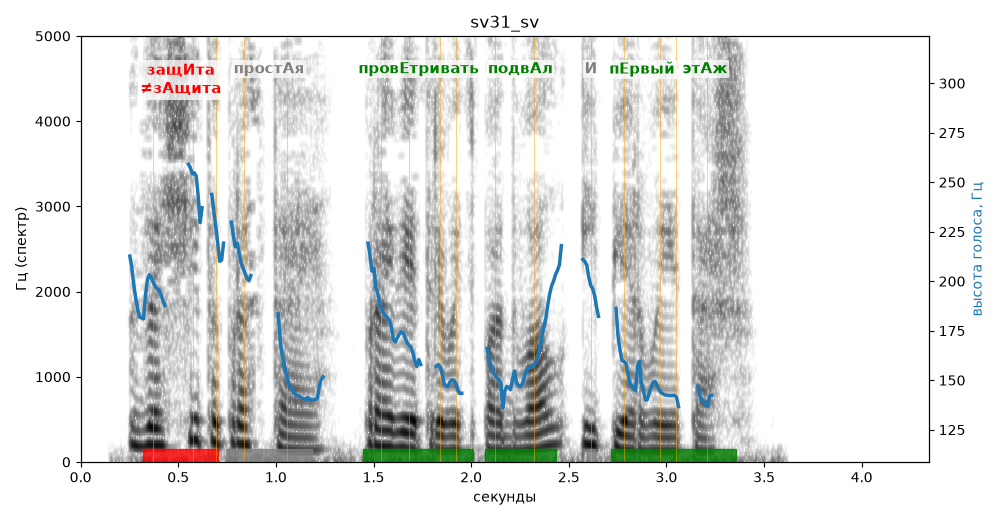 sv31_sv
защИта
≠зАщита
простАя
провЕтривать
подвАл
И
пЕрвый
этАж
Гц (спектр)
5000
4000
3000
2000
1000
0
высота голоса, Гц
300
275
250
225
200
175
150
125
0.0 0.5 1.0 1.5 2.0 2.5 3.0 3.5 4.0
секунды